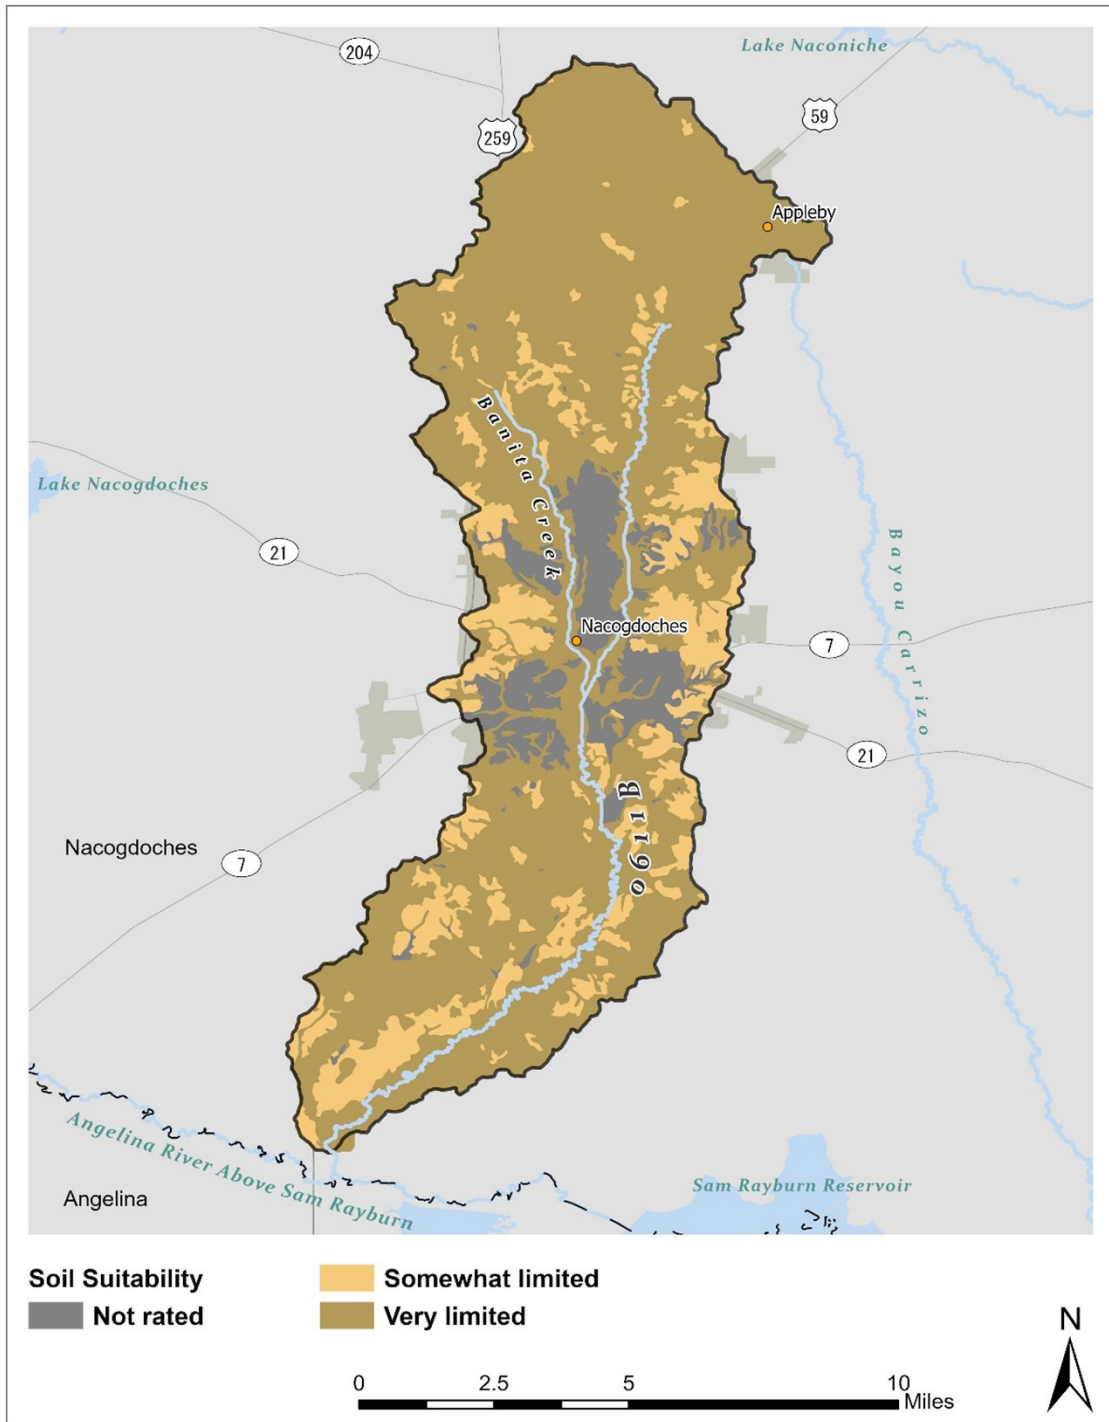 Lake Naconiche
204
259
59
Appleby
Banita Creek
Lake Nacogdoches
21
Bayou Carrizo
Nacogdoches
7
21
0611B
Nacogdoches
7
Angelina River Above Sam Rayburn
Angelina
Sam Rayburn Reservoir
Soil Suitability
Somewhat limited
Not rated
Very limited
N
0 2.5 5 10
Miles